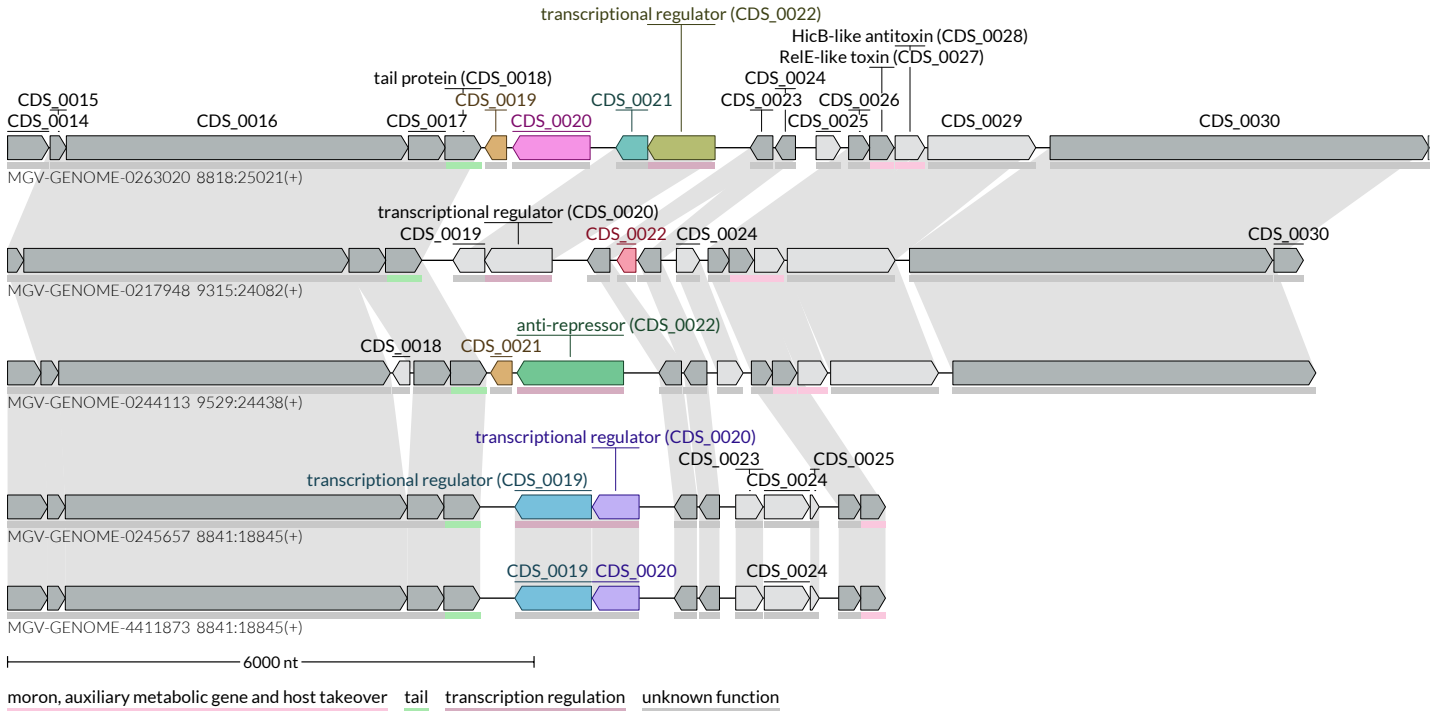 transcriptional regulator (CDS_0022)
HicB-like antitoxin (CDS_0028)
RelE-like toxin (CDS_0027)
tail protein (CDS_0018)
CDS_0024
CDS_0015
CDS_0019
CDS_0021
CDS_0023
CDS_0026
CDS_0014
CDS_0016
CDS_0017
CDS_0020
CDS_0025
CDS_0029
CDS_0030
MGV-GENOME-0263020 8818:25021(+)
transcriptional regulator (CDS_0020)
CDS_0019
CDS_0022
CDS_0024
CDS_0030
MGV-GENOME-0217948 9315:24082(+)
anti-repressor (CDS_0022)
CDS_0018
CDS_0021
MGV-GENOME-0244113 9529:24438(+)
transcriptional regulator (CDS_0020)
CDS_0023
CDS_0025
transcriptional regulator (CDS_0019)
CDS_0024
MGV-GENOME-0245657 8841:18845(+)
CDS_0019
CDS_0020
CDS_0024
MGV-GENOME-4411873 8841:18845(+)
6000 nt
moron, auxiliary metabolic gene and host takeover
tail
transcription regulation
unknown function